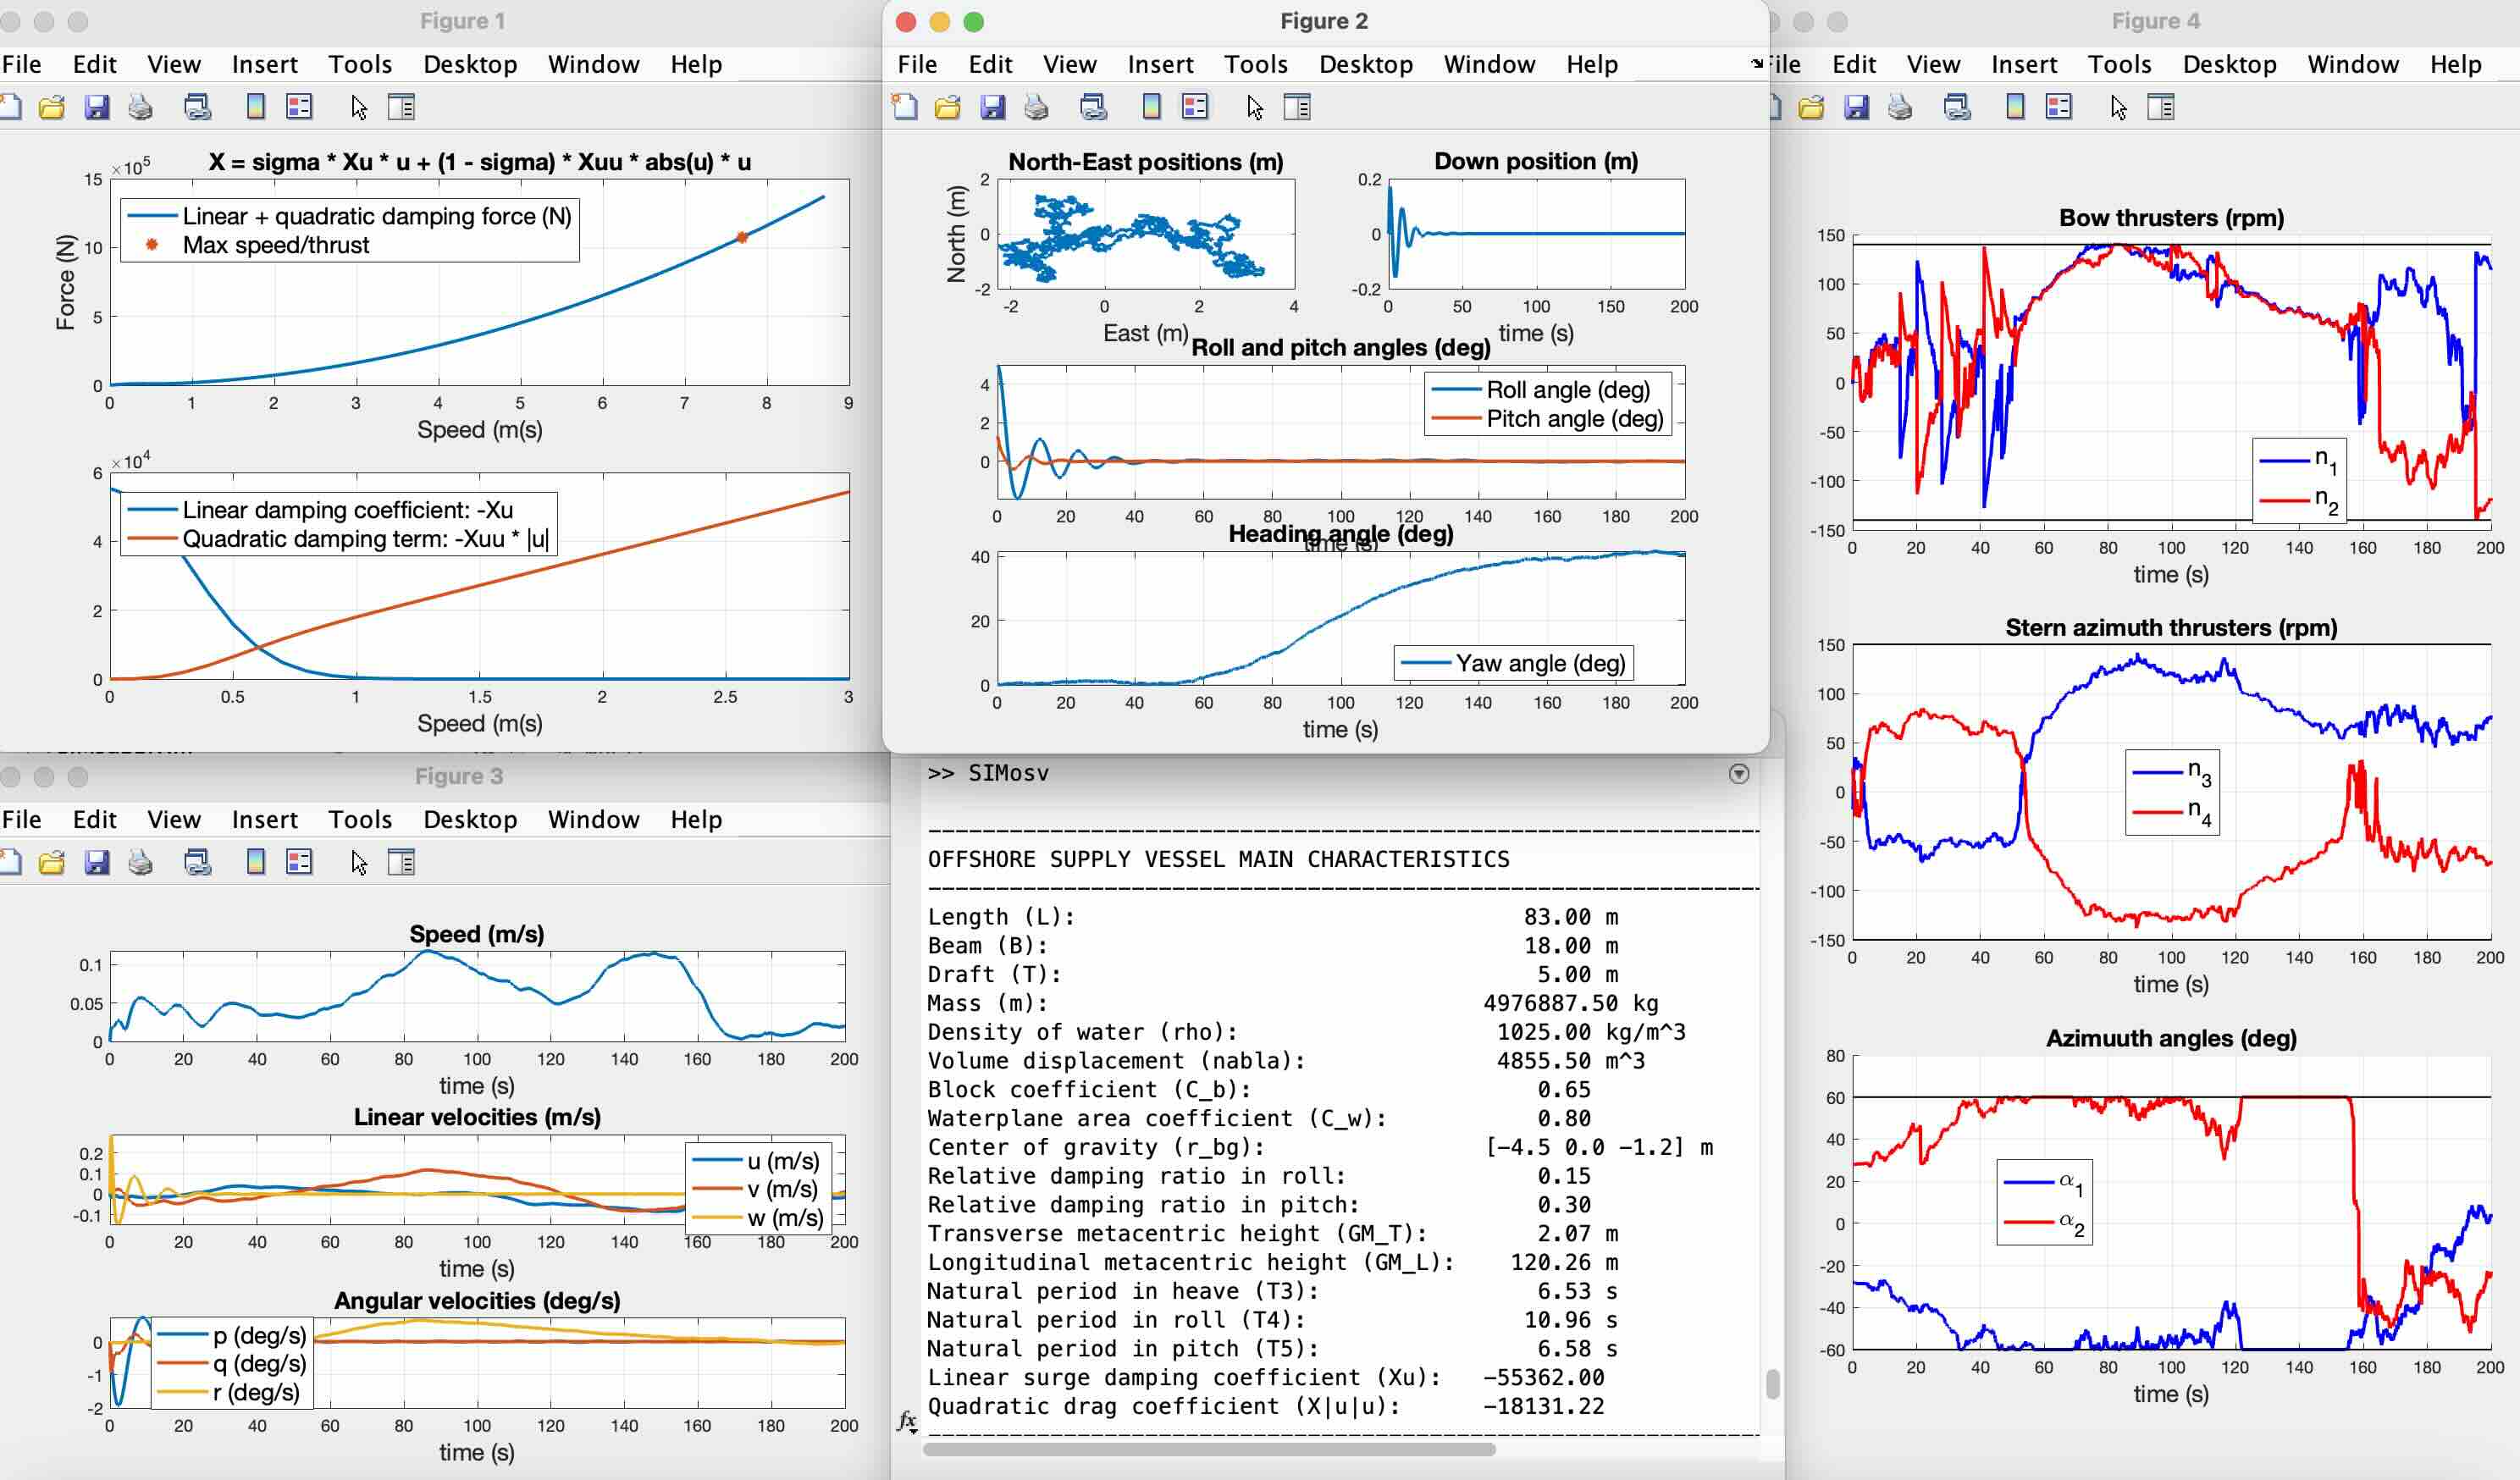 Figure 1
File Edit View Insert Tools Desktop Window Help
×10^5
X = sigma * Xu * u + (1 - sigma) * Xuu * abs(u) * u
15
10
5
0
Force (N)
Linear + quadratic damping force (N)
Max speed/thrust
0 1 2 3 4 5 6 7 8 9
Speed (m(s)
×10^4
6
4
2
0
Linear damping coefficient: -Xu
Quadratic damping term: -Xuu * |u|
0 0.5 1 1.5 2 2.5 3
Speed (m(s)
Figure 2
File Edit View Insert Tools Desktop Window Help
North-East positions (m)
2
0
-2
North (m)
-2 0 2 4
East (m)
Down position (m)
0.2
0
-0.2
0 50 100 150 200
time (s)
Roll and pitch angles (deg)
4
2
0
Roll angle (deg)
Pitch angle (deg)
0 20 40 60 80 100 120 140 160 180 200
time (s)
Heading angle (deg)
40
20
0
Yaw angle (deg)
0 20 40 60 80 100 120 140 160 180 200
time (s)
Figure 4
File Edit View Insert Tools Desktop Window Help
Bow thrusters (rpm)
150
100
50
0
-50
-100
-150
n1
n2
0 20 40 60 80 100 120 140 160 180 200
time (s)
Stern azimuth thrusters (rpm)
150
100
50
0
-50
-100
-150
n3
n4
0 20 40 60 80 100 120 140 160 180 200
time (s)
Azimuuth angles (deg)
80
60
40
20
0
-20
-40
-60
α1
α2
0 20 40 60 80 100 120 140 160 180 200
time (s)
Figure 3
File Edit View Insert Tools Desktop Window Help
Speed (m/s)
0.1
0.05
0
0 20 40 60 80 100 120 140 160 180 200
time (s)
Linear velocities (m/s)
0.2
0.1
0
-0.1
u (m/s)
v (m/s)
w (m/s)
0 20 40 60 80 100 120 140 160 180 200
time (s)
Angular velocities (deg/s)
0
-1
-2
p (deg/s)
q (deg/s)
r (deg/s)
0 20 40 60 80 100 120 140 160 180 200
time (s)
>> SIMosv
OFFSHORE SUPPLY VESSEL MAIN CHARACTERISTICS
Length (L): 83.00 m
Beam (B): 18.00 m
Draft (T): 5.00 m
Mass (m): 4976887.50 kg
Density of water (rho): 1025.00 kg/m^3
Volume displacement (nabla): 4855.50 m^3
Block coefficient (C_b): 0.65
Waterplane area coefficient (C_w): 0.80
Center of gravity (r_bg): [-4.5 0.0 -1.2] m
Relative damping ratio in roll: 0.15
Relative damping ratio in pitch: 0.30
Transverse metacentric height (GM_T): 2.07 m
Longitudinal metacentric height (GM_L): 120.26 m
Natural period in heave (T3): 6.53 s
Natural period in roll (T4): 10.96 s
Natural period in pitch (T5): 6.58 s
Linear surge damping coefficient (Xu): -55362.00
Quadratic drag coefficient (X|u|u): -18131.22
fx